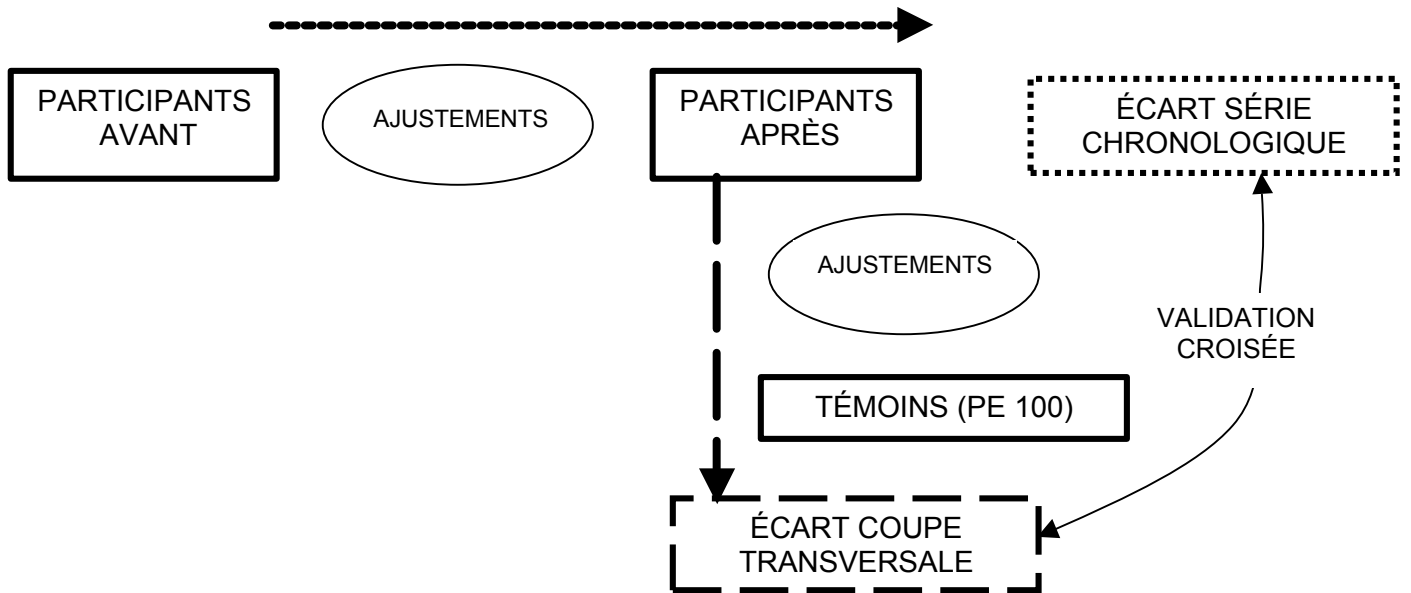 PARTICIPANTS
AVANT
AJUSTEMENTS
PARTICIPANTS
APRÈS
ÉCART SÉRIE
CHRONOLOGIQUE
AJUSTEMENTS
VALIDATION
CROISÉE
TÉMOINS (PE 100)
ÉCART COUPE
TRANSVERSALE